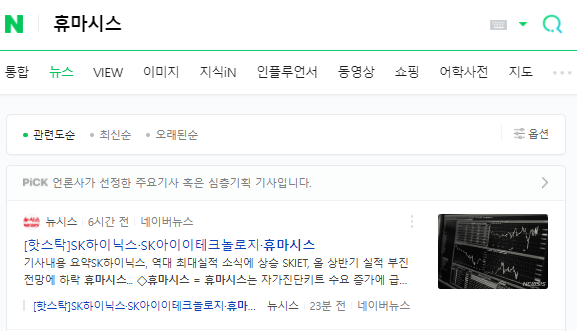 N 휴마시스
통합 뉴스 VIEW 이미지 지식iN 인플루언서 동영상 쇼핑 어학사전 지도
관련도순 최신순 오래된순 옵션
PiCK 언론사가 선정한 주요기사 혹은 심층기획 기사입니다.
뉴시스 뉴시스 6시간 전 네이버뉴스
[핫스탁]SK하이닉스·SK아이이테크놀로지·휴마시스
기사내용 요약SK하이닉스, 역대 최대실적 소식에 상승 SKIET, 올 상반기 실적 부진
전망에 하락 휴마시스... ◇휴마시스 = 휴마시스는 자가진단키트 수요 증가에 급...
NEWSIS
[핫스탁]SK하이닉스·SK아이이테크놀로지·휴마... 뉴시스 23분 전 네이버뉴스